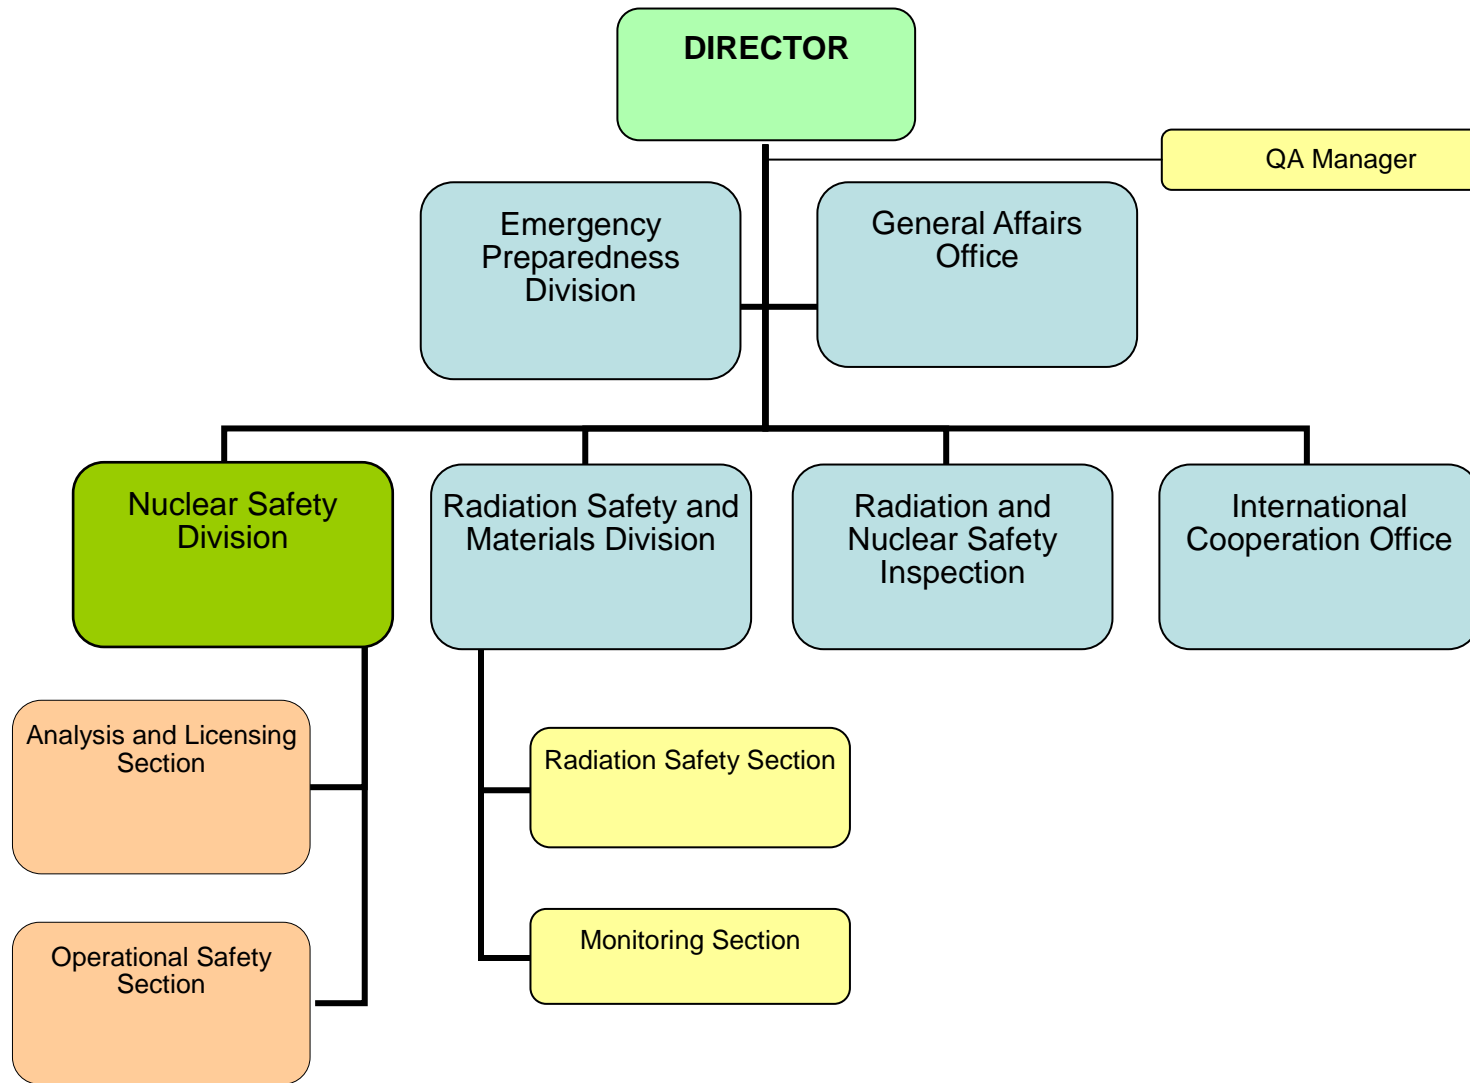 DIRECTOR
QA Manager
Emergency
Preparedness
Division
General Affairs
Office
Nuclear Safety
Division
Radiation Safety and
Materials Division
Radiation and
Nuclear Safety
Inspection
International
Cooperation Office
Analysis and Licensing
Section
Radiation Safety Section
Operational Safety
Section
Monitoring Section